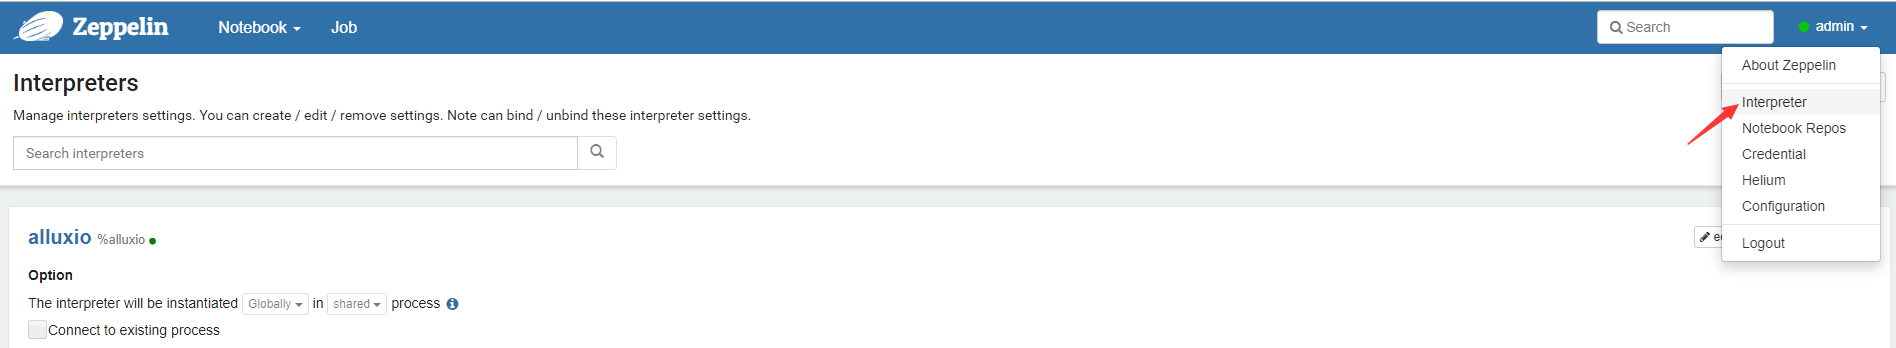 Zeppelin Notebook Job Search admin
About Zeppelin
Interpreter
Notebook Repos
Credential
Helium
Configuration
Logout
Interpreters
Manage interpreters settings. You can create / edit / remove settings. Note can bind / unbind these interpreter settings.
Search interpreters
alluxio %alluxio
Option
The interpreter will be instantiated Globally in shared process
Connect to existing process